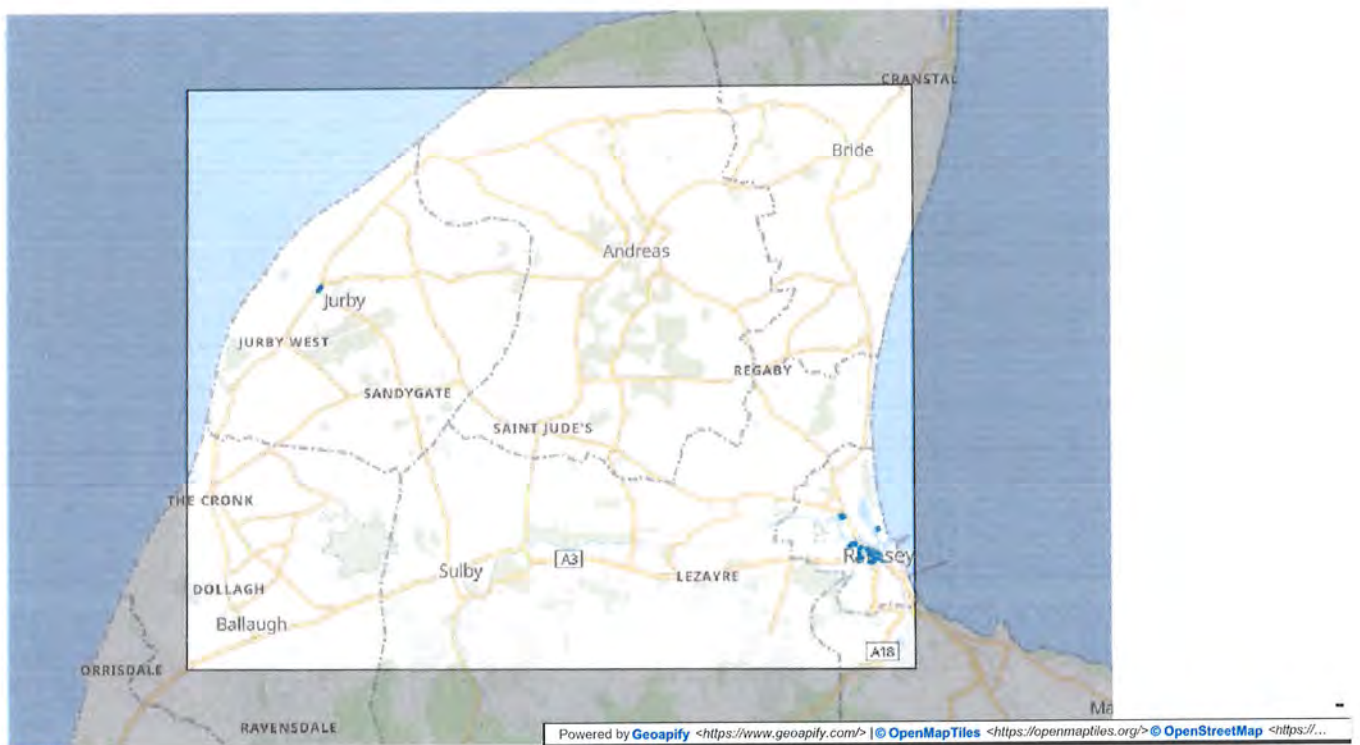 CRANSTAL
Bride
Andreas
Jurby
JURBY WEST
REGABY
SANDYGATE
SAINT JUDE'S
THE CRONK
Sulby
A3
LEZAYRE
DOLLAGH
Ballaugh
A18
ORRISDALE
RAVENSDALE
Ma
Powered by Geoapify <https://www.geoapify.com/> | © OpenMapTiles <https://openmaptiles.org/> © OpenStreetMap <https://...